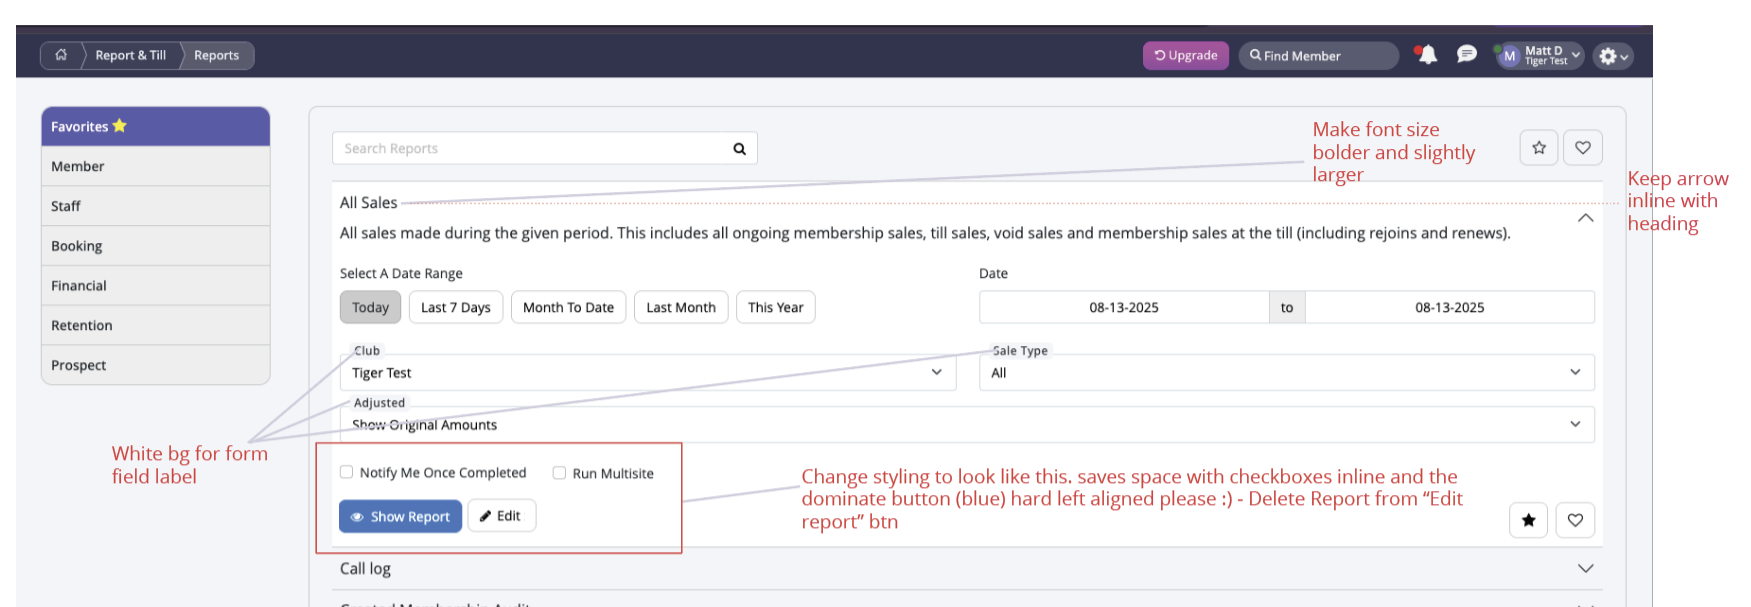 Report & Till
Reports
Upgrade
Find Member
M
Matt D
Tiger Test
Favorites
Member
Staff
Booking
Financial
Retention
Prospect
Search Reports
Make font size
bolder and slightly
larger
Keep arrow
inline with
heading
All Sales
All sales made during the given period. This includes all ongoing membership sales, till sales, void sales and membership sales at the till (including rejoins and renews).
Select A Date Range
Date
Today
Last 7 Days
Month To Date
Last Month
This Year
08-13-2025
to
08-13-2025
Club
Tiger Test
Sale Type
All
Adjusted
Show Original Amounts
White bg for form
field label
Notify Me Once Completed
Run Multisite
Show Report
Edit
Change styling to look like this. saves space with checkboxes inline and the
dominate button (blue) hard left aligned please :) - Delete Report from “Edit
report” btn
Call log